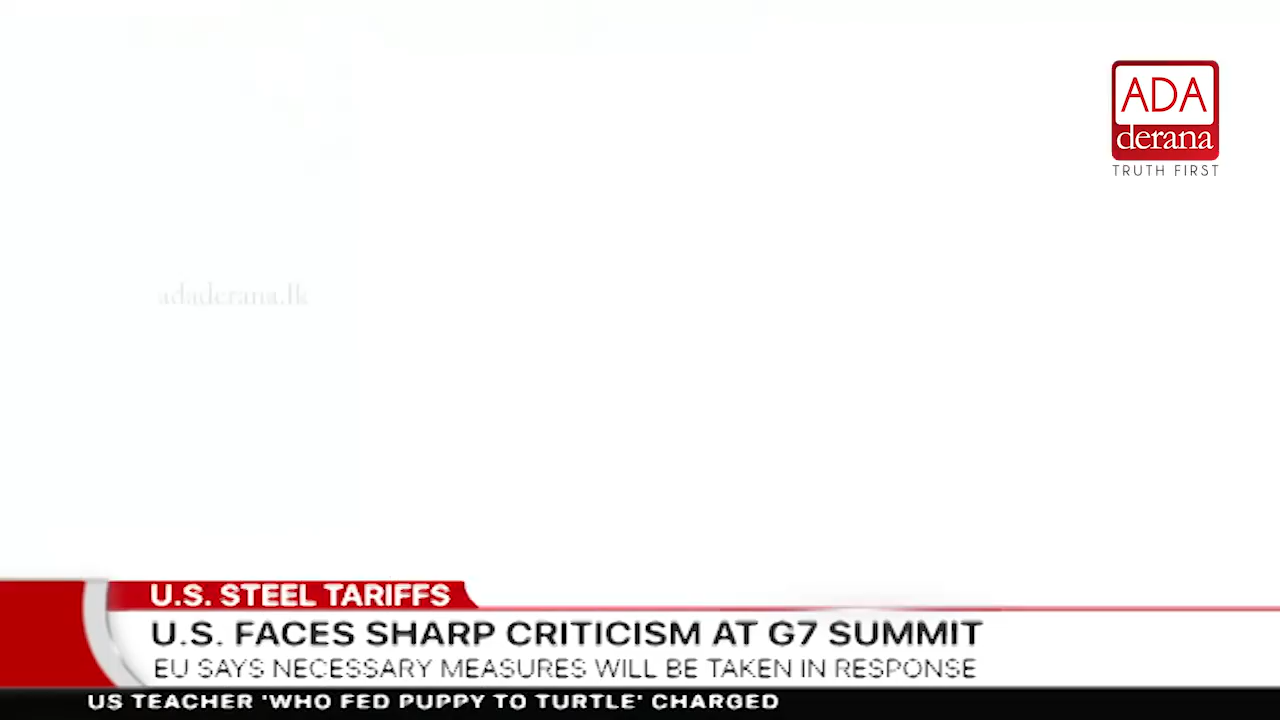 ADA
derana
TRUTH FIRST
adaderana.lk
U.S. STEEL TARIFFS
U.S. FACES SHARP CRITICISM AT G7 SUMMIT
EU SAYS NECESSARY MEASURES WILL BE TAKEN IN RESPONSE
US TEACHER 'WHO FED PUPPY TO TURTLE' CHARGED